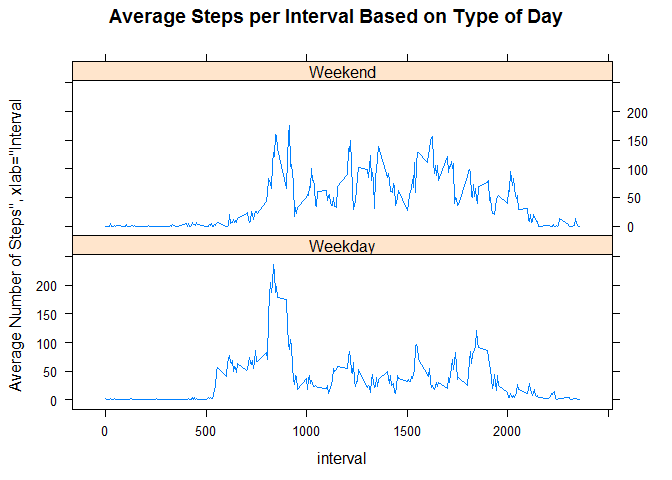 Average Steps per Interval Based on Type of Day
Weekend
200
150
100
50
0
Average Number of Steps", xlab="Interval
Weekday
200
150
100
50
0
0 500 1000 1500 2000
interval